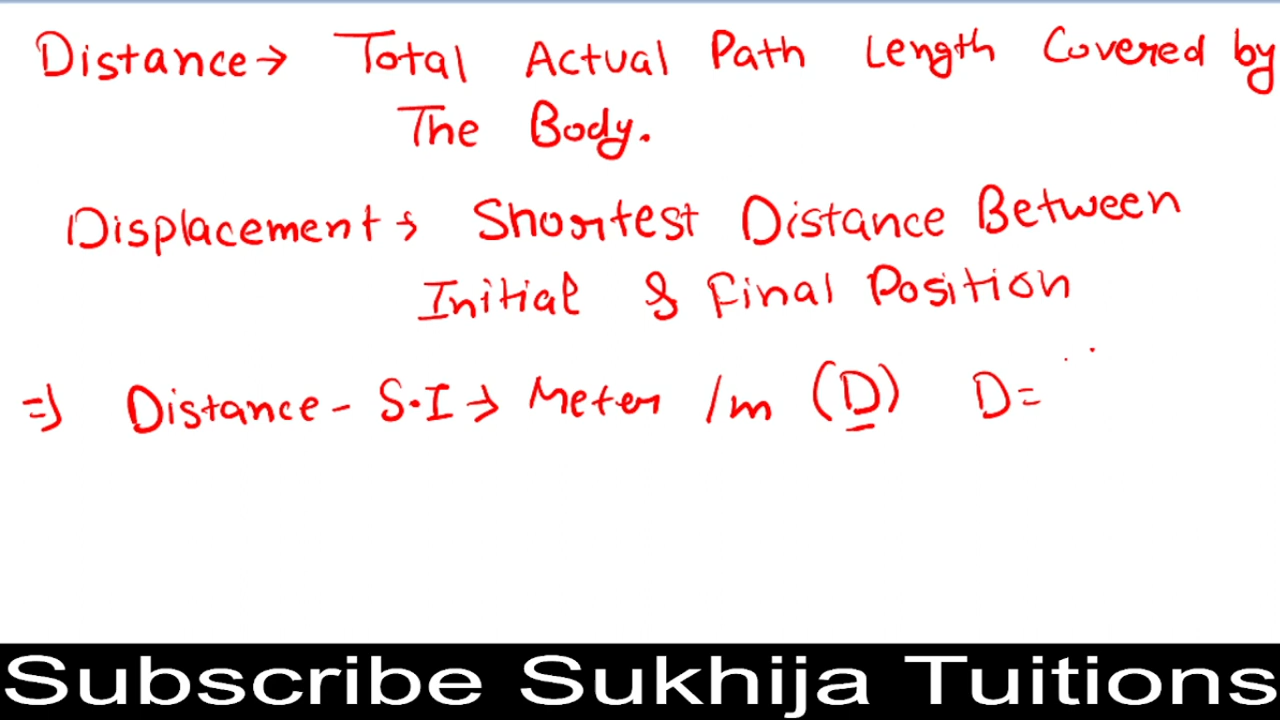 Distance → Total Actual Path Length Covered by
The Body.
Displacement → Shortest Distance Between
Initial & Final Position
⇒ Distance - S.I → Meter /m (D) D=
Subscribe Sukhija Tuitions